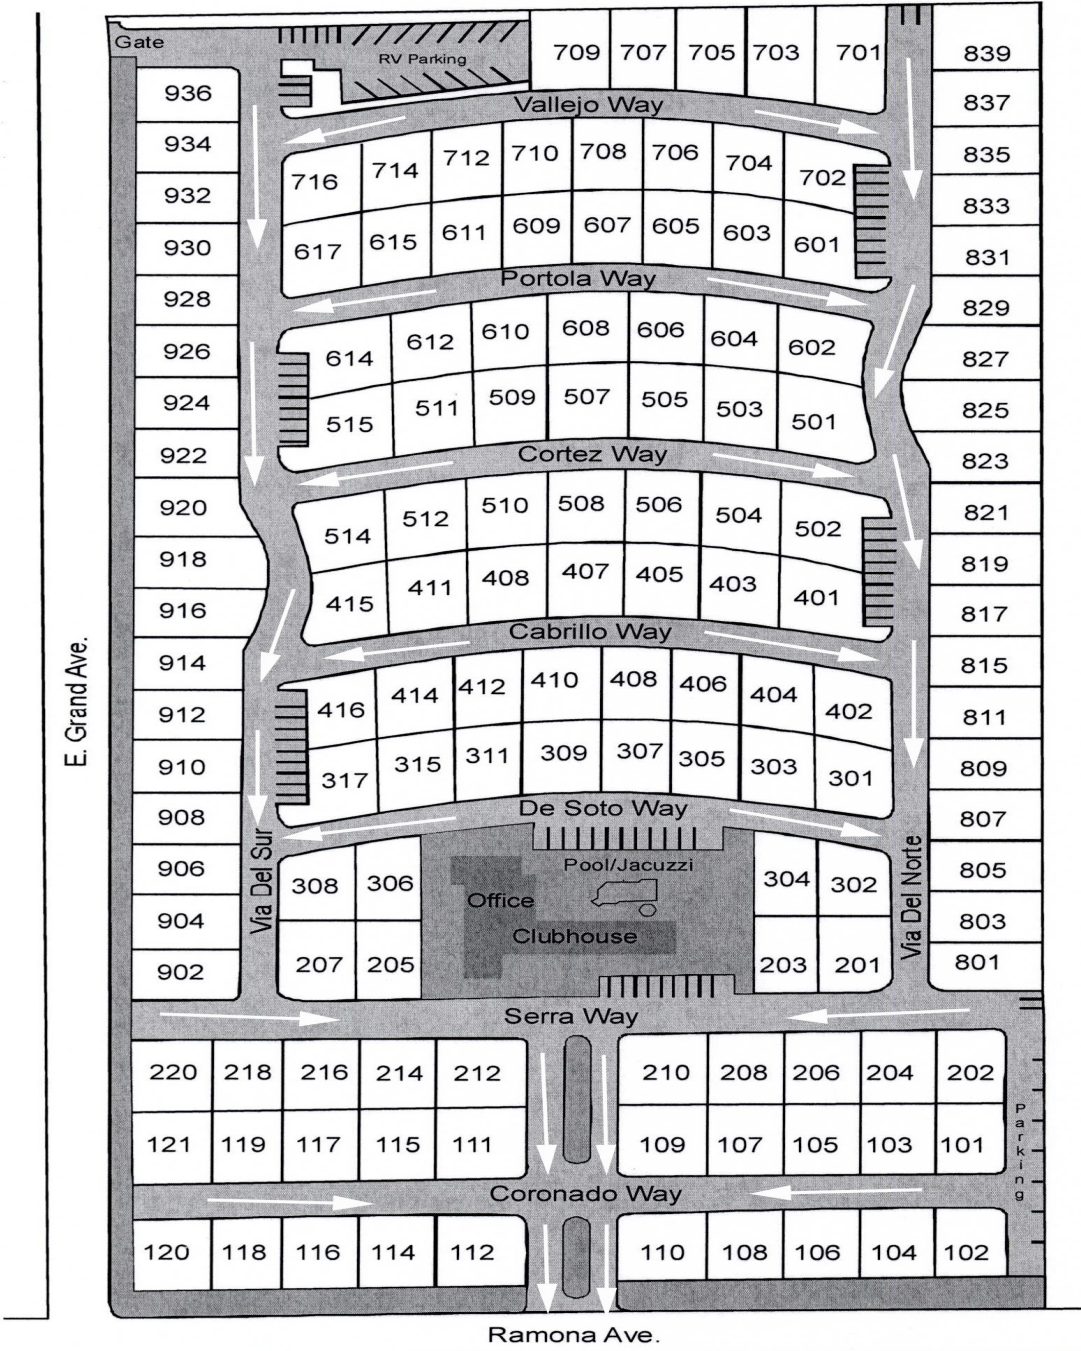 Gate
RV Parking
709 707 705 703 701
839
936
837
Vallejo Way
934
835
716 714 712 710 708 706 704 702
932
833
617 615 611 609 607 605 603 601
930
831
Portola Way
928
829
614 612 610 608 606 604 602
926
827
515 511 509 507 505 503 501
924
825
922
Cortez Way
823
920
514 512 510 508 506 504 502
821
918
819
415 411 408 407 405 403 401
916
817
Cabrillo Way
914
815
416 414 412 410 408 406 404 402
912
811
E. Grand Ave.
317 315 311 309 307 305 303 301
910
809
De Soto Way
908
807
Via Del Sur
Via Del Norte
Pool/Jacuzzi
906
805
308 306
304 302
Office
904
803
Clubhouse
902
207 205
203 201
801
Serra Way
220 218 216 214 212
210 208 206 204 202
121 119 117 115 111
109 107 105 103 101
Parking
Coronado Way
120 118 116 114 112
110 108 106 104 102
Ramona Ave.